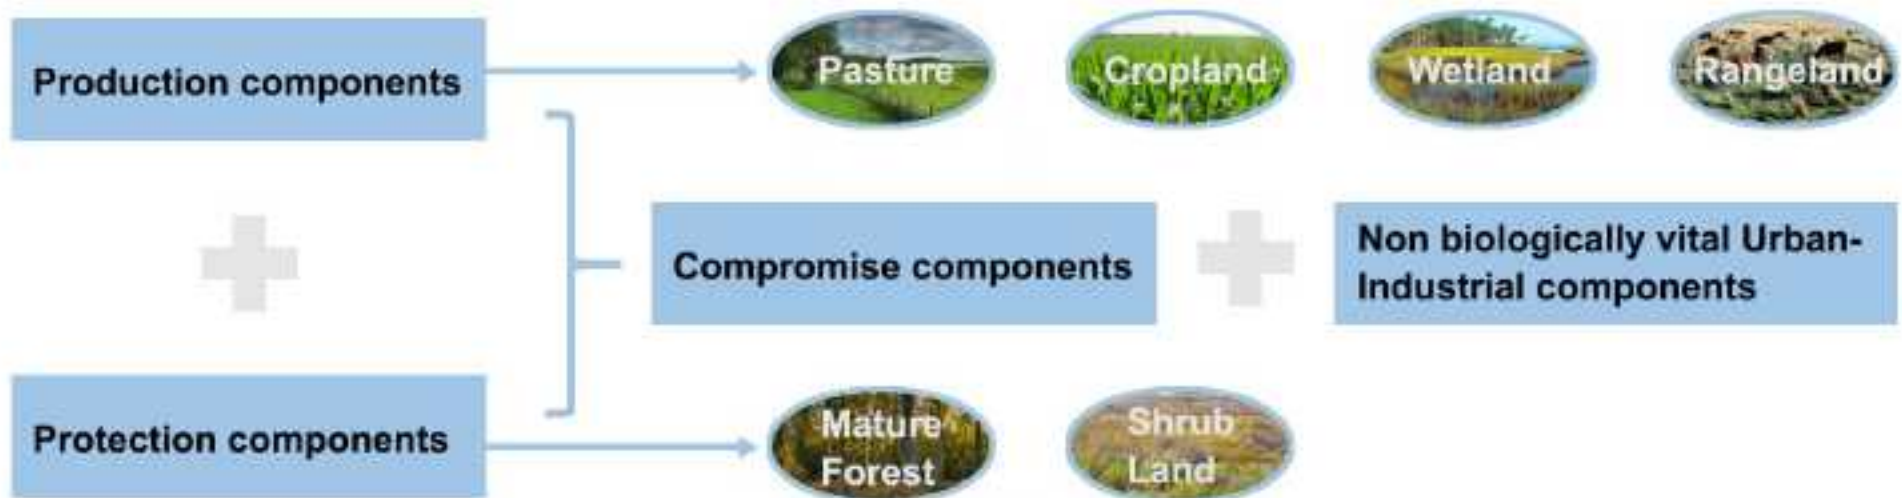 Production components
Pasture
Cropland
Wetland
Rangeland
Compromise components
Non biologically vital Urban-
Industrial components
Protection components
Mature
Forest
Shrub
Land